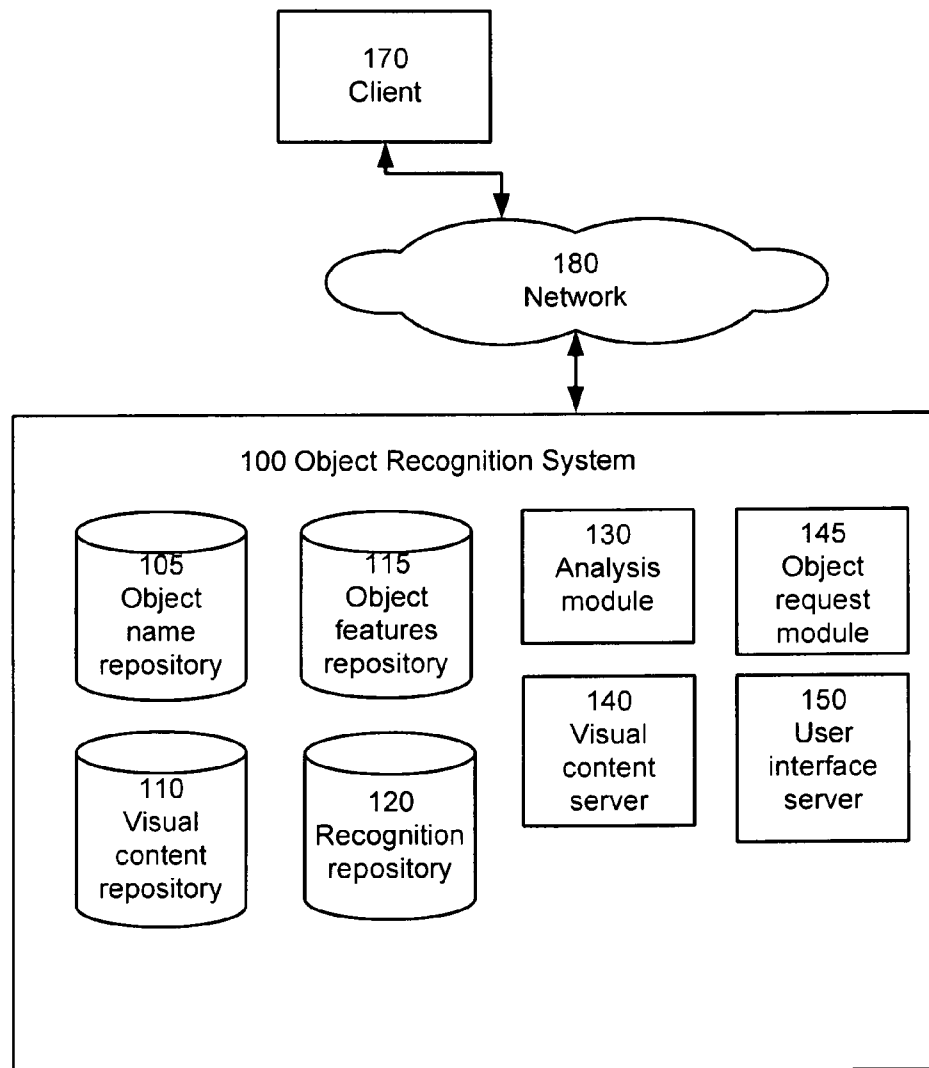 170
Client
180
Network
100 Object Recognition System
105
Object
name
repository
115
Object
features
repository
130
Analysis
module
145
Object
request
module
110
Visual
content
repository
120
Recognition
repository
140
Visual
content
server
150
User
interface
server